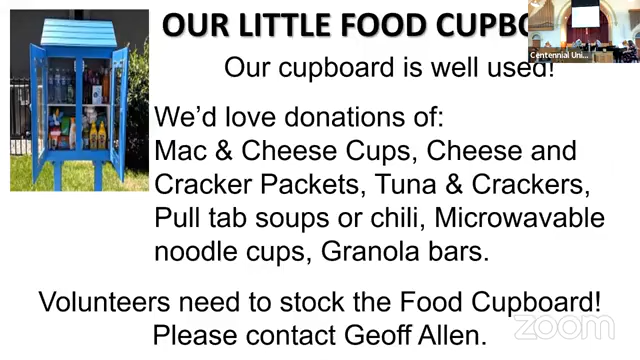 OUR LITTLE FOOD
Our cupboard is well used!
We'd love donations of:
Mac & Cheese Cups, Cheese and
Cracker Packets, Tuna & Crackers,
Pull tab soups or chili, Microwavable
noodle cups, Granola bars.
Volunteers need to stock the Food Cupboard!
Please contact Geoff Allen.
Centennial Uni...
zoom